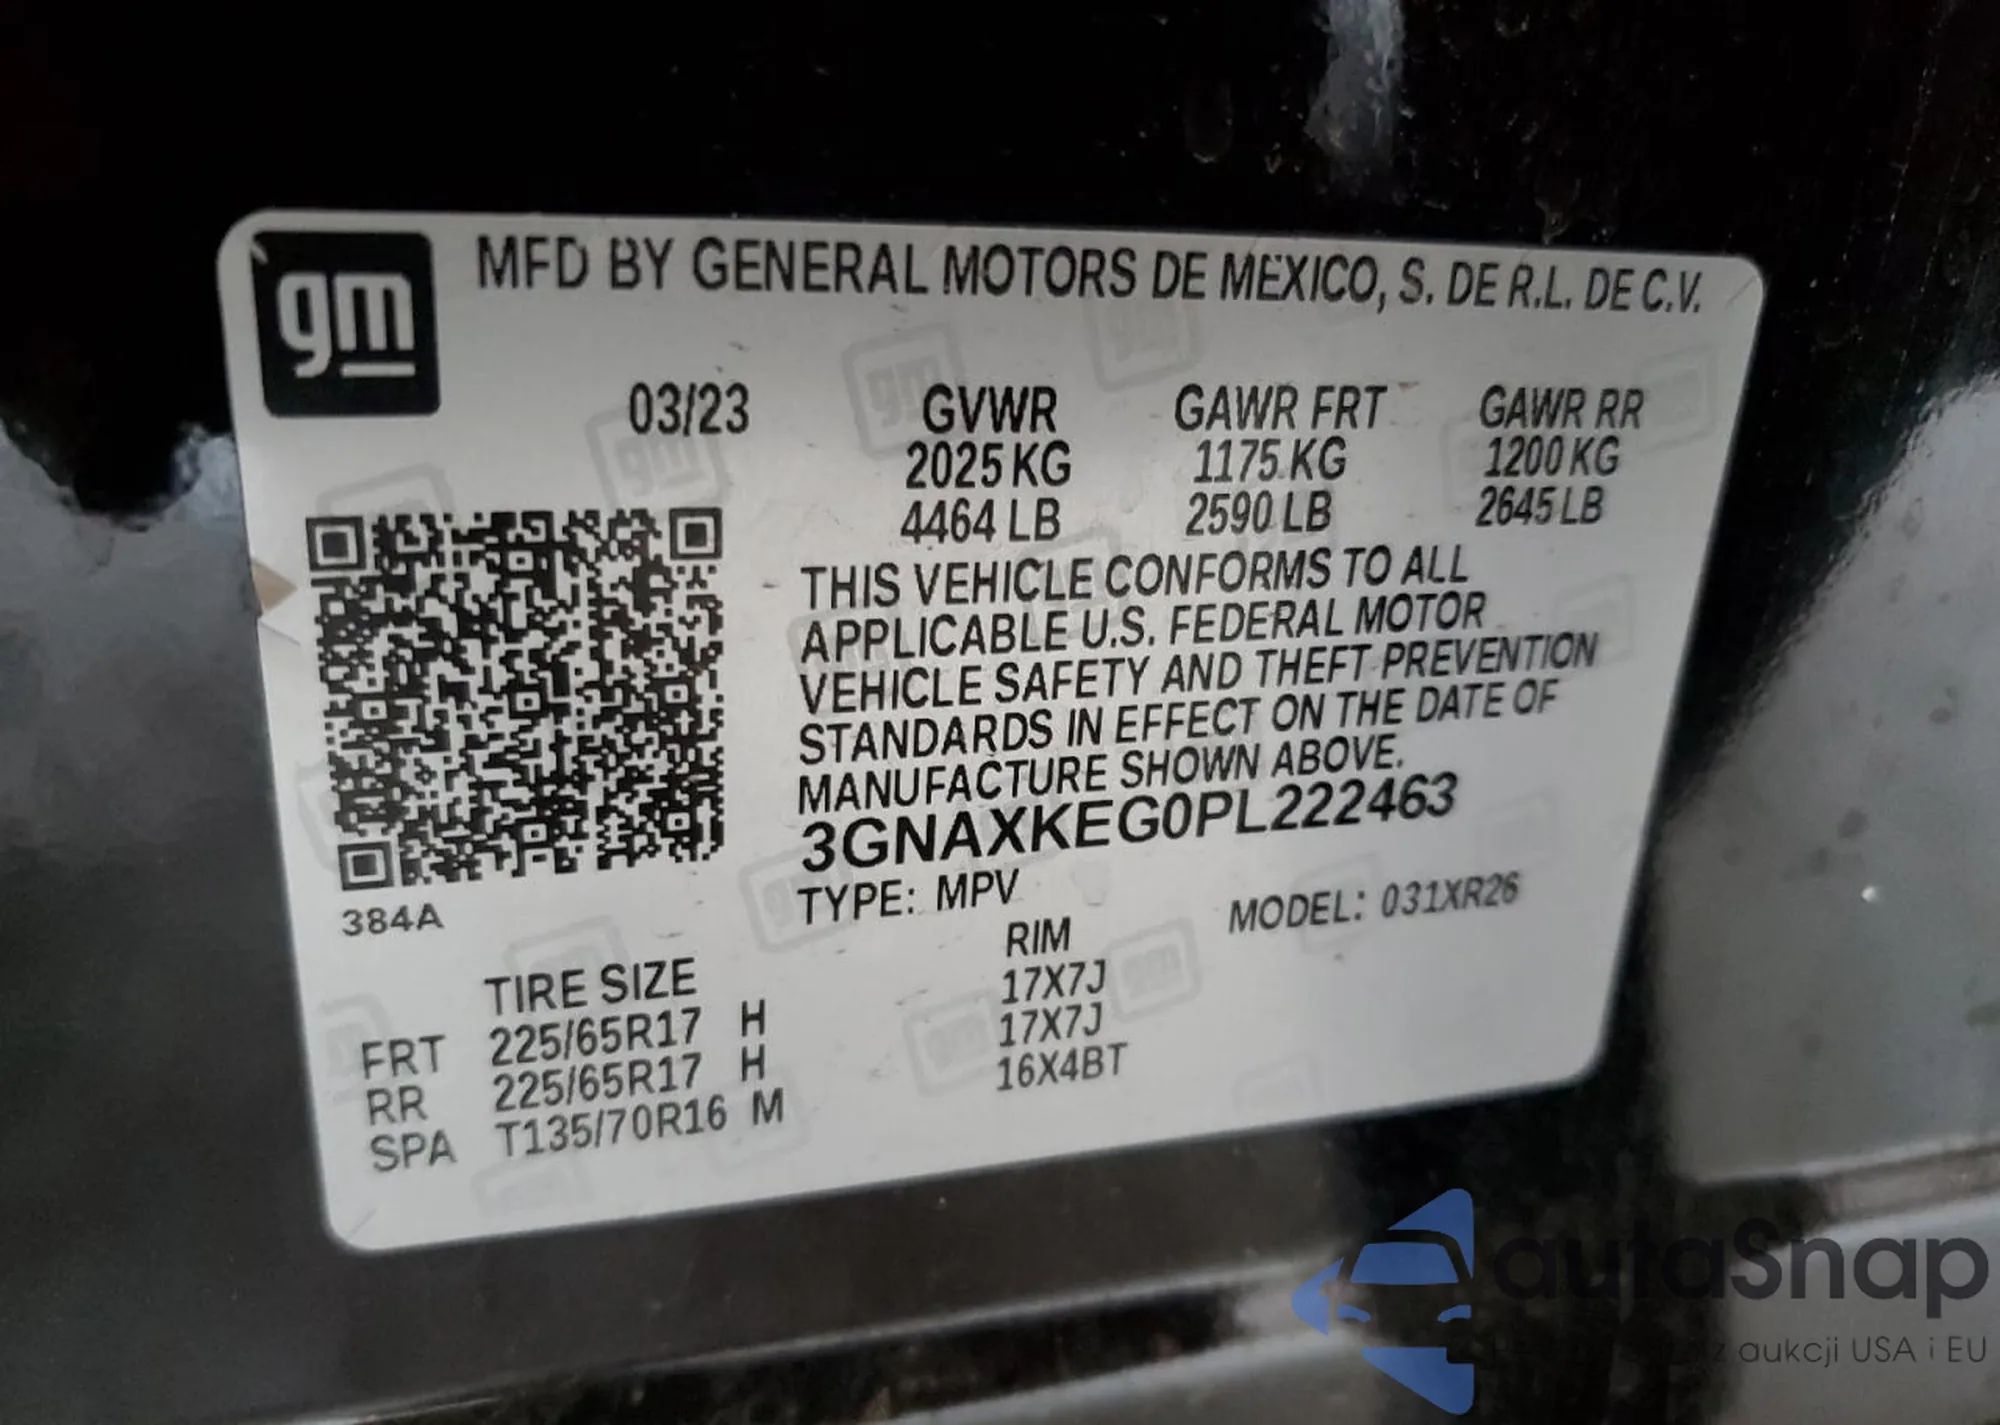 gm
MFD BY GENERAL MOTORS DE MEXICO, S. DE R.L. DE C.V.
03/23 GVWR GAWR FRT GAWR RR
2025 KG 1175 KG 1200 KG
4464 LB 2590 LB 2645 LB
THIS VEHICLE CONFORMS TO ALL
APPLICABLE U.S. FEDERAL MOTOR
VEHICLE SAFETY AND THEFT PREVENTION
STANDARDS IN EFFECT ON THE DATE OF
MANUFACTURE SHOWN ABOVE.
3GNAXKEG0PL222463
TYPE: MPV MODEL: 031XR26
384A
TIRE SIZE RIM
FRT 225/65R17 H 17X7J
RR 225/65R17 H 17X7J
SPA T135/70R16 M 16X4BT
autaSnap
z aukcji USA i EU